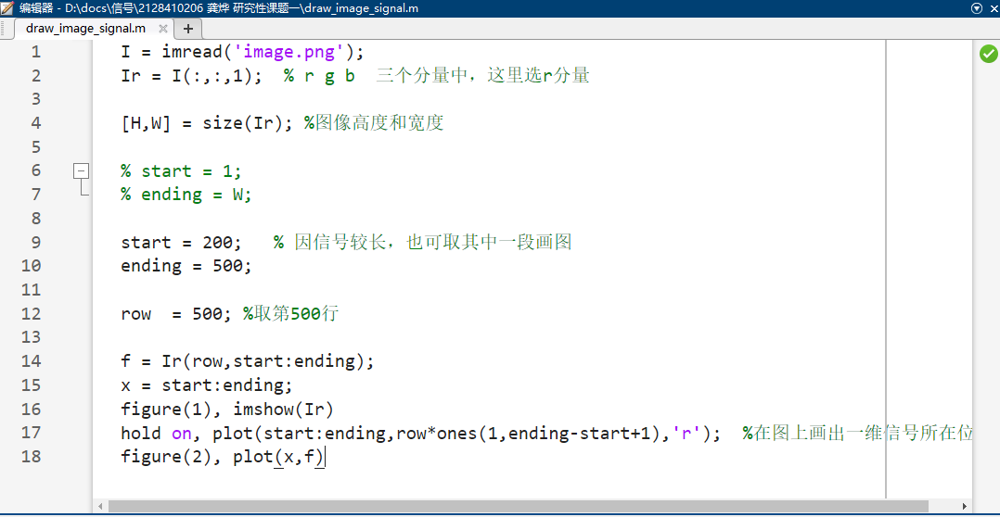 编辑器 - D:\docs\信号\2128410206 龚烨 研究性课题一\draw_image_signal.m
draw_image_signal.m
1 I = imread('image.png');
2 Ir = I(:,:,1);  % r g b  三个分量中，这里选r分量
3
4 [H,W] = size(Ir); %图像高度和宽度
5
6 % start = 1;
7 % ending = W;
8
9 start = 200;   % 因信号较长，也可取其中一段画图
10 ending = 500;
11
12 row  = 500; %取第500行
13
14 f = Ir(row,start:ending);
15 x = start:ending;
16 figure(1), imshow(Ir)
17 hold on, plot(start:ending,row*ones(1,ending-start+1),'r');  %在图上画出一维信号所在位
18 figure(2), plot(x,f)